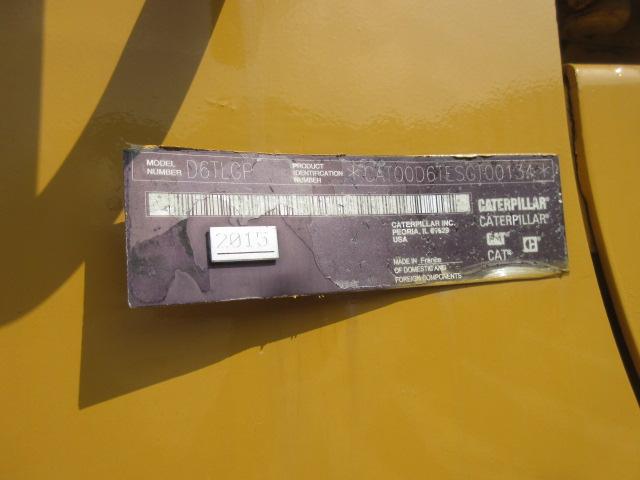 MODEL NUMBER D6TLGP PRODUCT IDENTIFICATION NUMBER *CAT00D6TESGT00134*
2015
CATERPILLAR INC.
PEORIA, IL 61629
USA
MADE IN France
OF DOMESTIC AND
FOREIGN COMPONENTS
CATERPILLAR®
CATERPILLAR®
CAT
CAT®